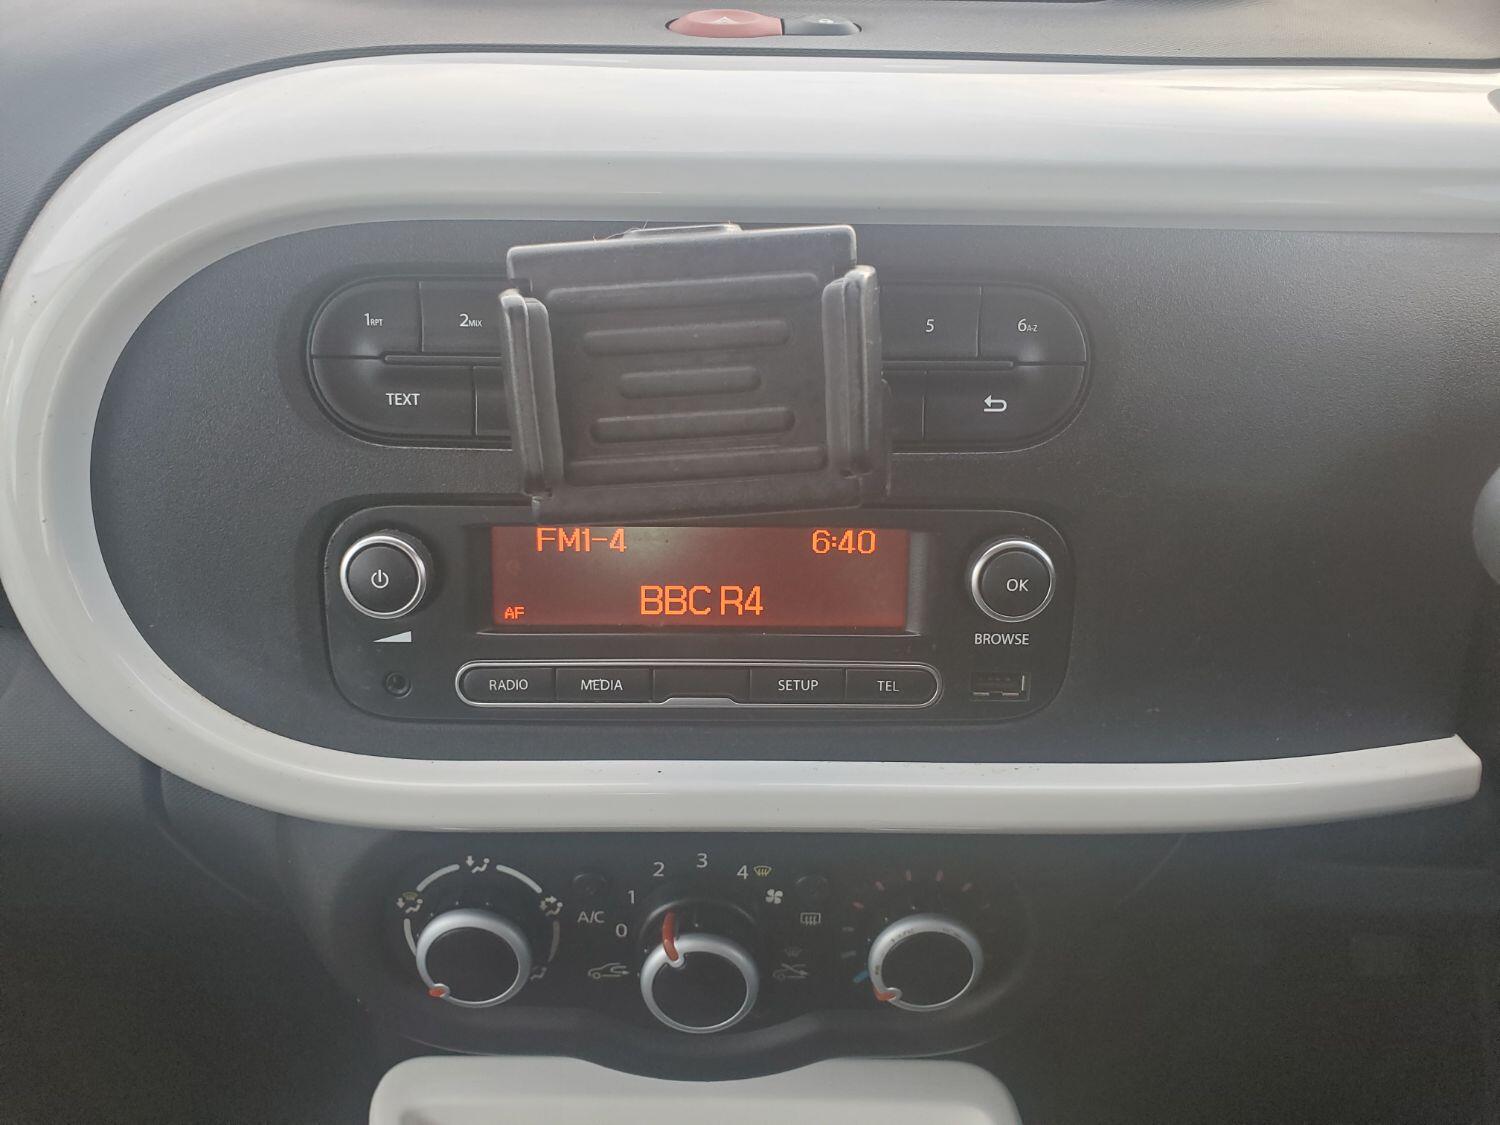 1RPT 2MIX 5 6A-Z
TEXT
FM1-4 6:40
BBC R4
AF
OK
BROWSE
RADIO MEDIA SETUP TEL
0 1 2 3 4
A/C